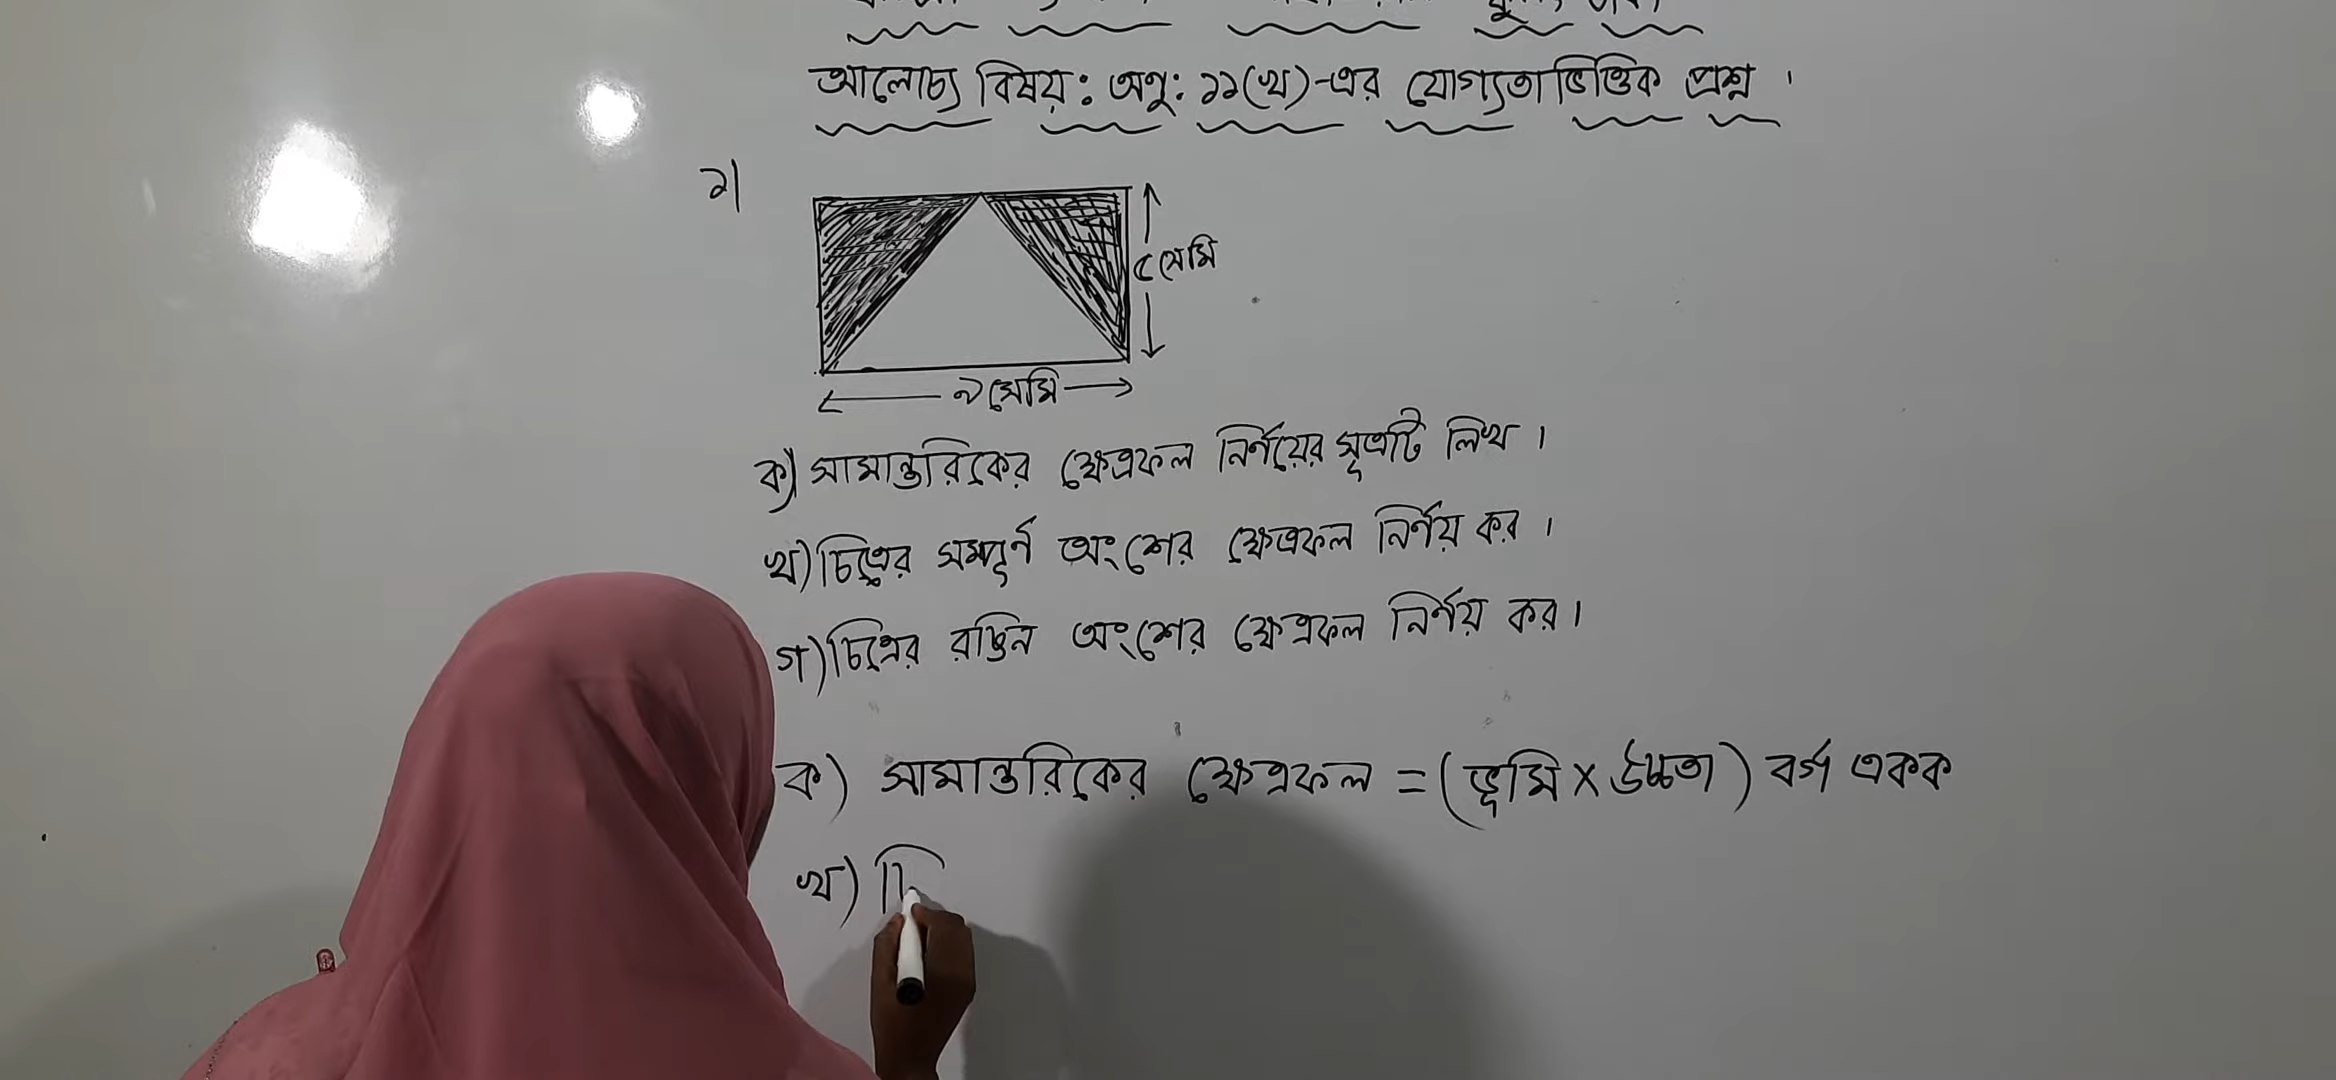 আলোচ্য বিষয়: অনু: ১১(খ)-এর যোগ্যতাভিত্তিক প্রশ্ন।
১|
৫ সেমি
৯ সেমি
ক) সামান্তরিকের ক্ষেত্রফল নির্ণয়ের সূত্রটি লিখ।
খ) চিত্রের সম্পূর্ণ অংশের ক্ষেত্রফল নির্ণয় কর।
গ) চিত্রের রঙিন অংশের ক্ষেত্রফল নির্ণয় কর।
ক) সামান্তরিকের ক্ষেত্রফল = (ভূমি × উচ্চতা) বর্গ একক
খ)